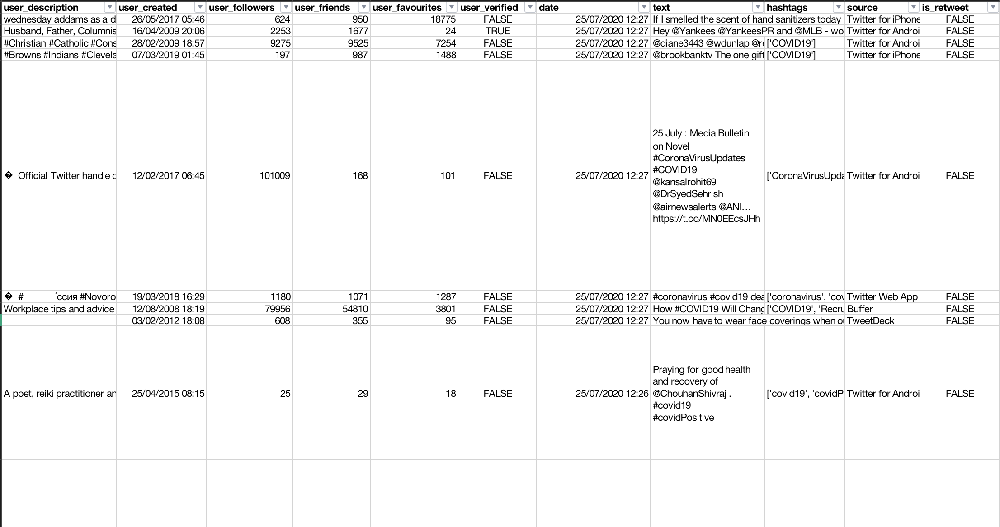 user_description user_created user_followers user_friends user_favourites user_verified date text hashtags source is_retweet
wednesday addams as a d 26/05/2017 05:46 624 950 18775 FALSE 25/07/2020 12:27 If I smelled the scent of hand sanitizers today Twitter for iPhone FALSE
Husband, Father, Columnis 16/04/2009 20:06 2253 1677 24 TRUE 25/07/2020 12:27 Hey @Yankees @YankeesPR and @MLB - wou Twitter for Androi FALSE
#Christian #Catholic #Cons 28/02/2009 18:57 9275 9525 7254 FALSE 25/07/2020 12:27 @diane3443 @wdunlap @re ['COVID19'] Twitter for Androi FALSE
#Browns #Indians #Clevela 07/03/2019 01:45 197 987 1488 FALSE 25/07/2020 12:27 @brookbanktv The one gift ['COVID19'] Twitter for iPhone FALSE
� Official Twitter handle o 12/02/2017 06:45 101009 168 101 FALSE 25/07/2020 12:27 25 July : Media Bulletin
on Novel
#CoronaVirusUpdates
#COVID19
@kansalrohit69
@DrSyedSehrish
@airnewsalerts @ANI…
https://t.co/MN0EEcsJHh ['CoronaVirusUpda Twitter for Androi FALSE
� # ́ссия #Novoro 19/03/2018 16:29 1180 1071 1287 FALSE 25/07/2020 12:27 #coronavirus #covid19 dea ['coronavirus', 'cov Twitter Web App FALSE
Workplace tips and advice 12/08/2008 18:19 79956 54810 3801 FALSE 25/07/2020 12:27 How #COVID19 Will Chang ['COVID19', 'Recru Buffer FALSE
03/02/2012 18:08 608 355 95 FALSE 25/07/2020 12:27 You now have to wear face coverings when ou TweetDeck FALSE
A poet, reiki practitioner an 25/04/2015 08:15 25 29 18 FALSE 25/07/2020 12:26 Praying for good health
and recovery of
@ChouhanShivraj .
#covid19
#covidPositive ['covid19', 'covidPo Twitter for Androi FALSE